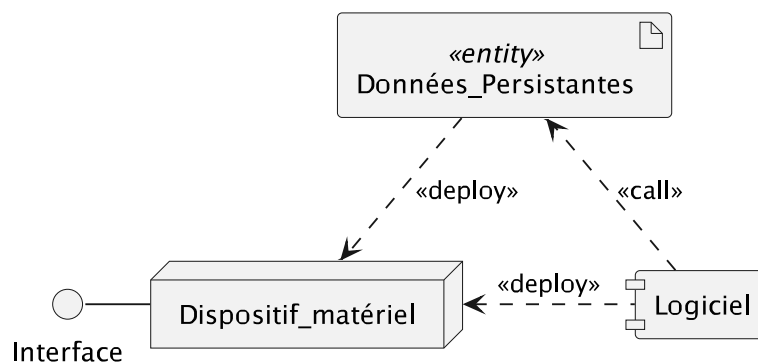 «entity»
Données_Persistantes
«deploy»
«call»
«deploy»
Dispositif_matériel
Logiciel
Interface